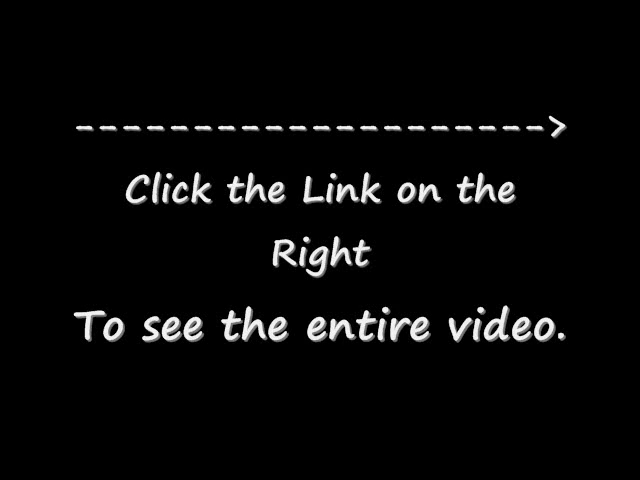 -------------------->
Click the Link on the
Right
To see the entire video.